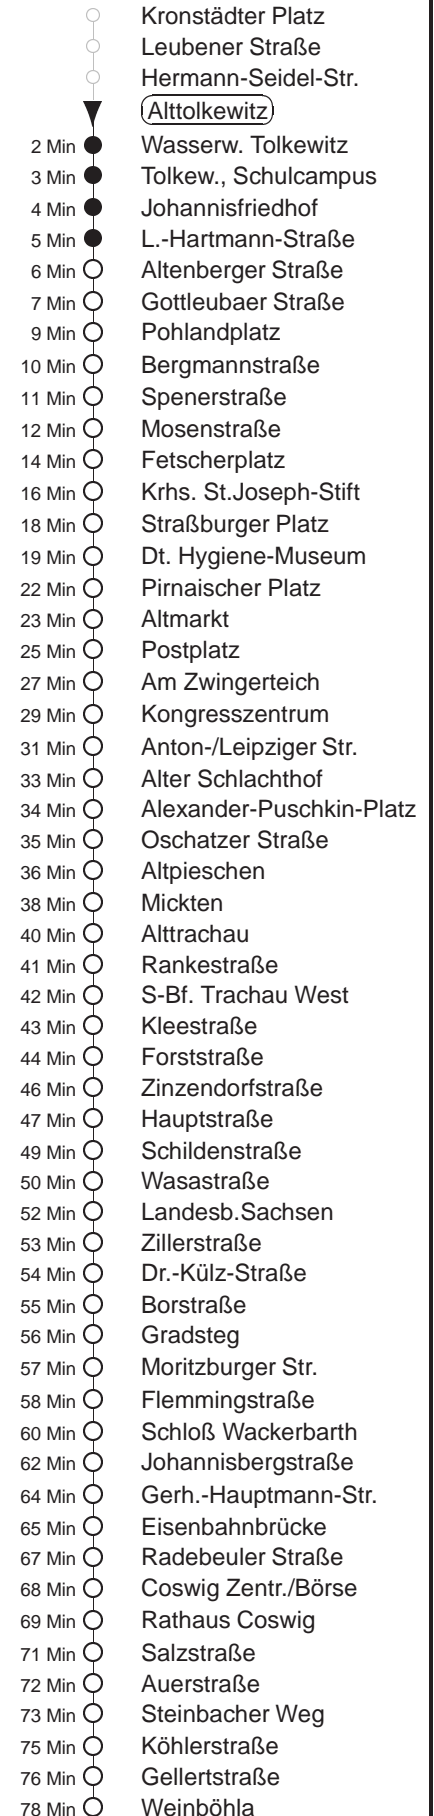 Kronstädter Platz
Leubener Straße
Hermann-Seidel-Str.
Alttolkewitz
2 Min Wasserw. Tolkewitz
3 Min Tolkew., Schulcampus
4 Min Johannisfriedhof
5 Min L.-Hartmann-Straße
6 Min Altenberger Straße
7 Min Gottleubaer Straße
9 Min Pohlandplatz
10 Min Bergmannstraße
11 Min Spenerstraße
12 Min Mosenstraße
14 Min Fetscherplatz
16 Min Krhs. St.Joseph-Stift
18 Min Straßburger Platz
19 Min Dt. Hygiene-Museum
22 Min Pirnaischer Platz
23 Min Altmarkt
25 Min Postplatz
27 Min Am Zwingerteich
29 Min Kongresszentrum
31 Min Anton-/Leipziger Str.
33 Min Alter Schlachthof
34 Min Alexander-Puschkin-Platz
35 Min Oschatzer Straße
36 Min Altpieschen
38 Min Mickten
40 Min Alttrachau
41 Min Rankestraße
42 Min S-Bf. Trachau West
43 Min Kleestraße
44 Min Forststraße
46 Min Zinzendorfstraße
47 Min Hauptstraße
49 Min Schildenstraße
50 Min Wasastraße
52 Min Landesb.Sachsen
53 Min Zillerstraße
54 Min Dr.-Külz-Straße
55 Min Borstraße
56 Min Gradsteg
57 Min Moritzburger Str.
58 Min Flemmingstraße
60 Min Schloß Wackerbarth
62 Min Johannisbergstraße
64 Min Gerh.-Hauptmann-Str.
65 Min Eisenbahnbrücke
67 Min Radebeuler Straße
68 Min Coswig Zentr./Börse
69 Min Rathaus Coswig
71 Min Salzstraße
72 Min Auerstraße
73 Min Steinbacher Weg
75 Min Köhlerstraße
76 Min Gellertstraße
78 Min Weinböhla